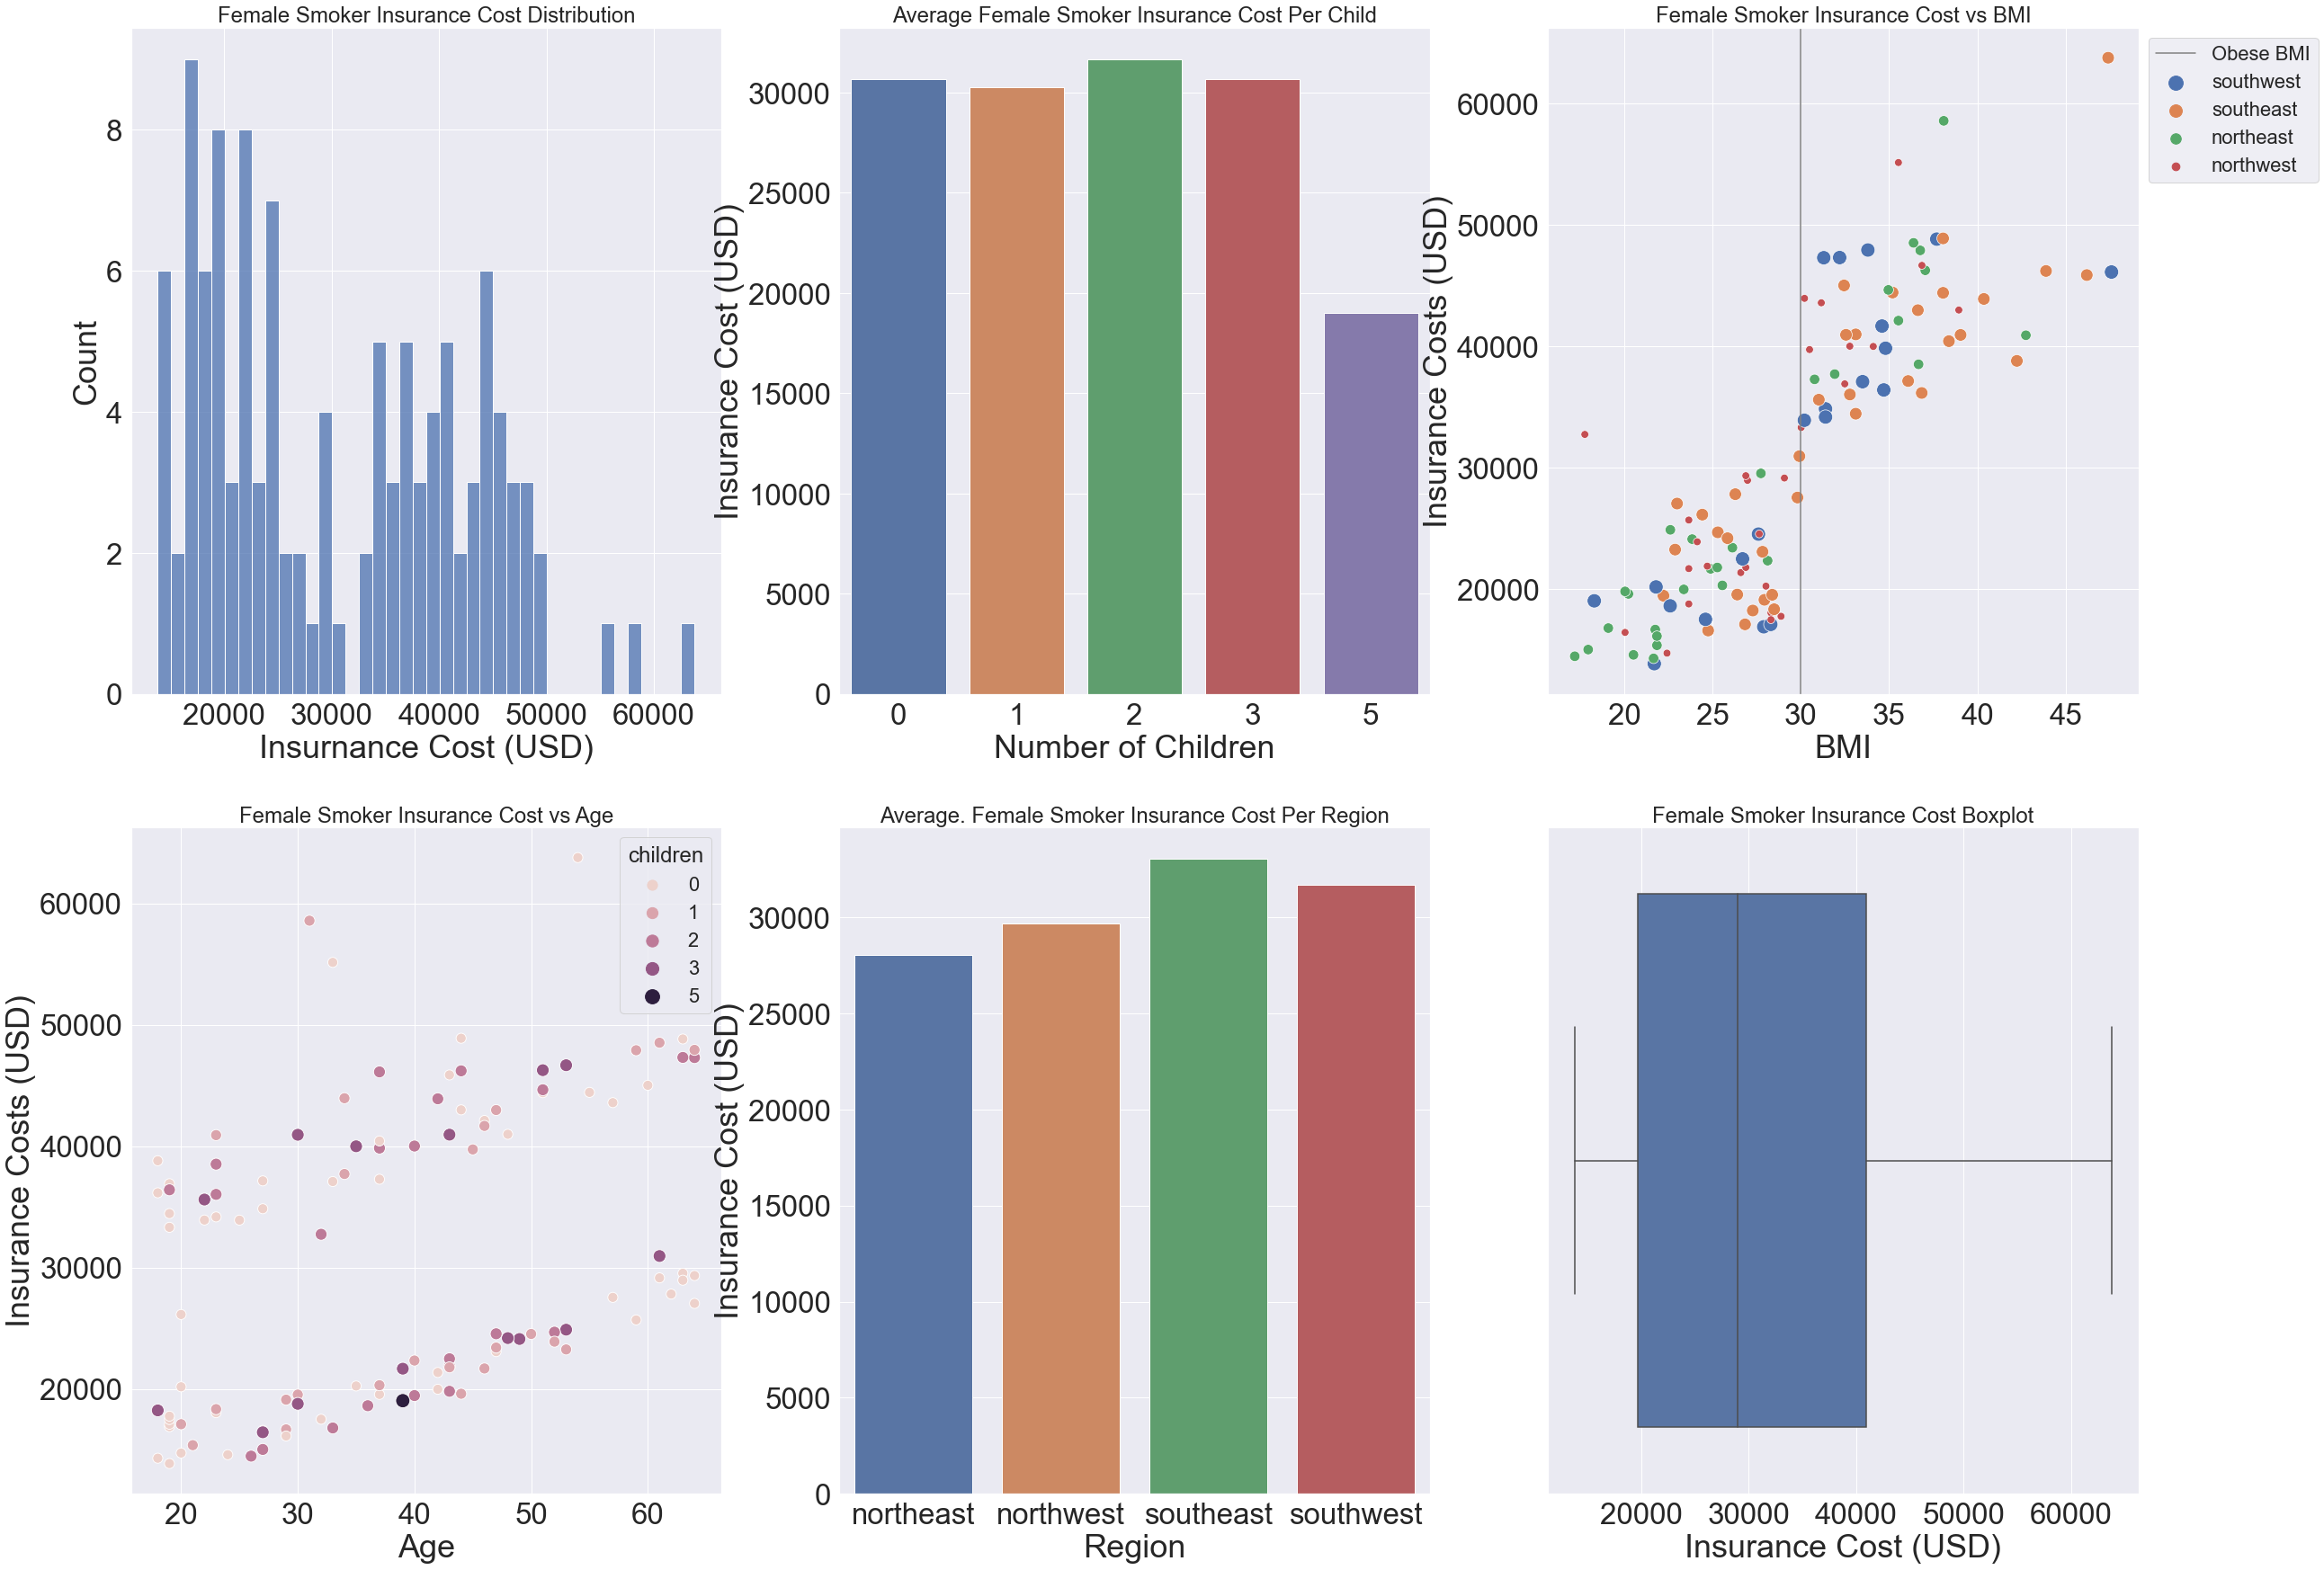 Female Smoker Insurance Cost Distribution
Count
8
6
4
2
0
20000 30000 40000 50000 60000
Insurnance Cost (USD)
Average Female Smoker Insurance Cost Per Child
Insurance Cost (USD)
30000
25000
20000
15000
10000
5000
0
0 1 2 3 5
Number of Children
Female Smoker Insurance Cost vs BMI
Insurance Costs (USD)
60000
50000
40000
30000
20000
20 25 30 35 40 45
BMI
Obese BMI
southwest
southeast
northeast
northwest
Female Smoker Insurance Cost vs Age
Insurance Costs (USD)
60000
50000
40000
30000
20000
20 30 40 50 60
Age
children
0
1
2
3
5
Average. Female Smoker Insurance Cost Per Region
Insurance Cost (USD)
30000
25000
20000
15000
10000
5000
0
northeast northwest southeast southwest
Region
Female Smoker Insurance Cost Boxplot
20000 30000 40000 50000 60000
Insurance Cost (USD)